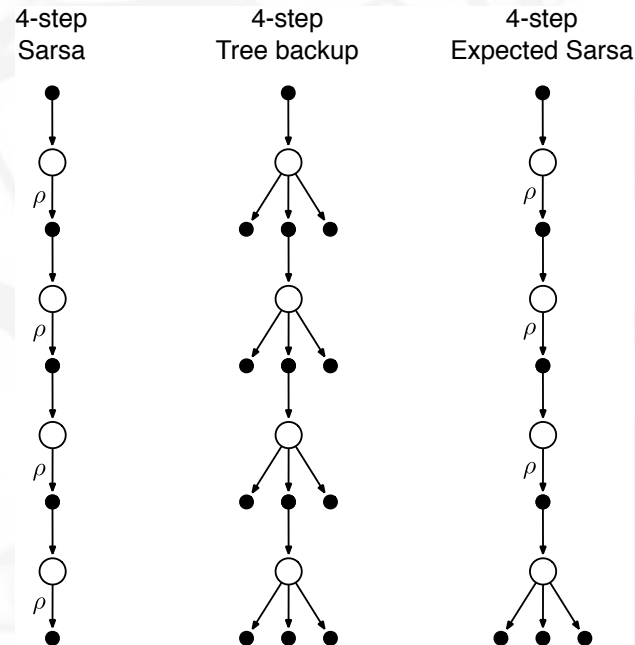 4-step
Sarsa
4-step
Tree backup
4-step
Expected Sarsa
ρ
ρ
ρ
ρ
ρ
ρ
ρ